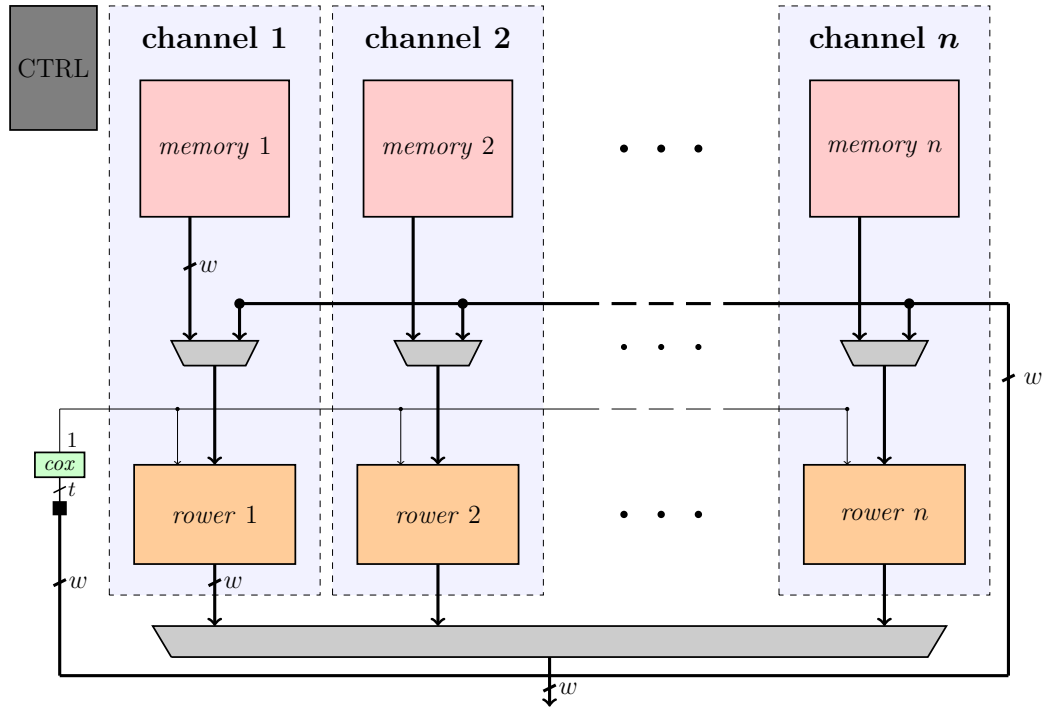 CTRL
channel 1
channel 2
channel n
memory 1
memory 2
memory n
w
w
1
cox
t
rower 1
rower 2
rower n
w
w
w